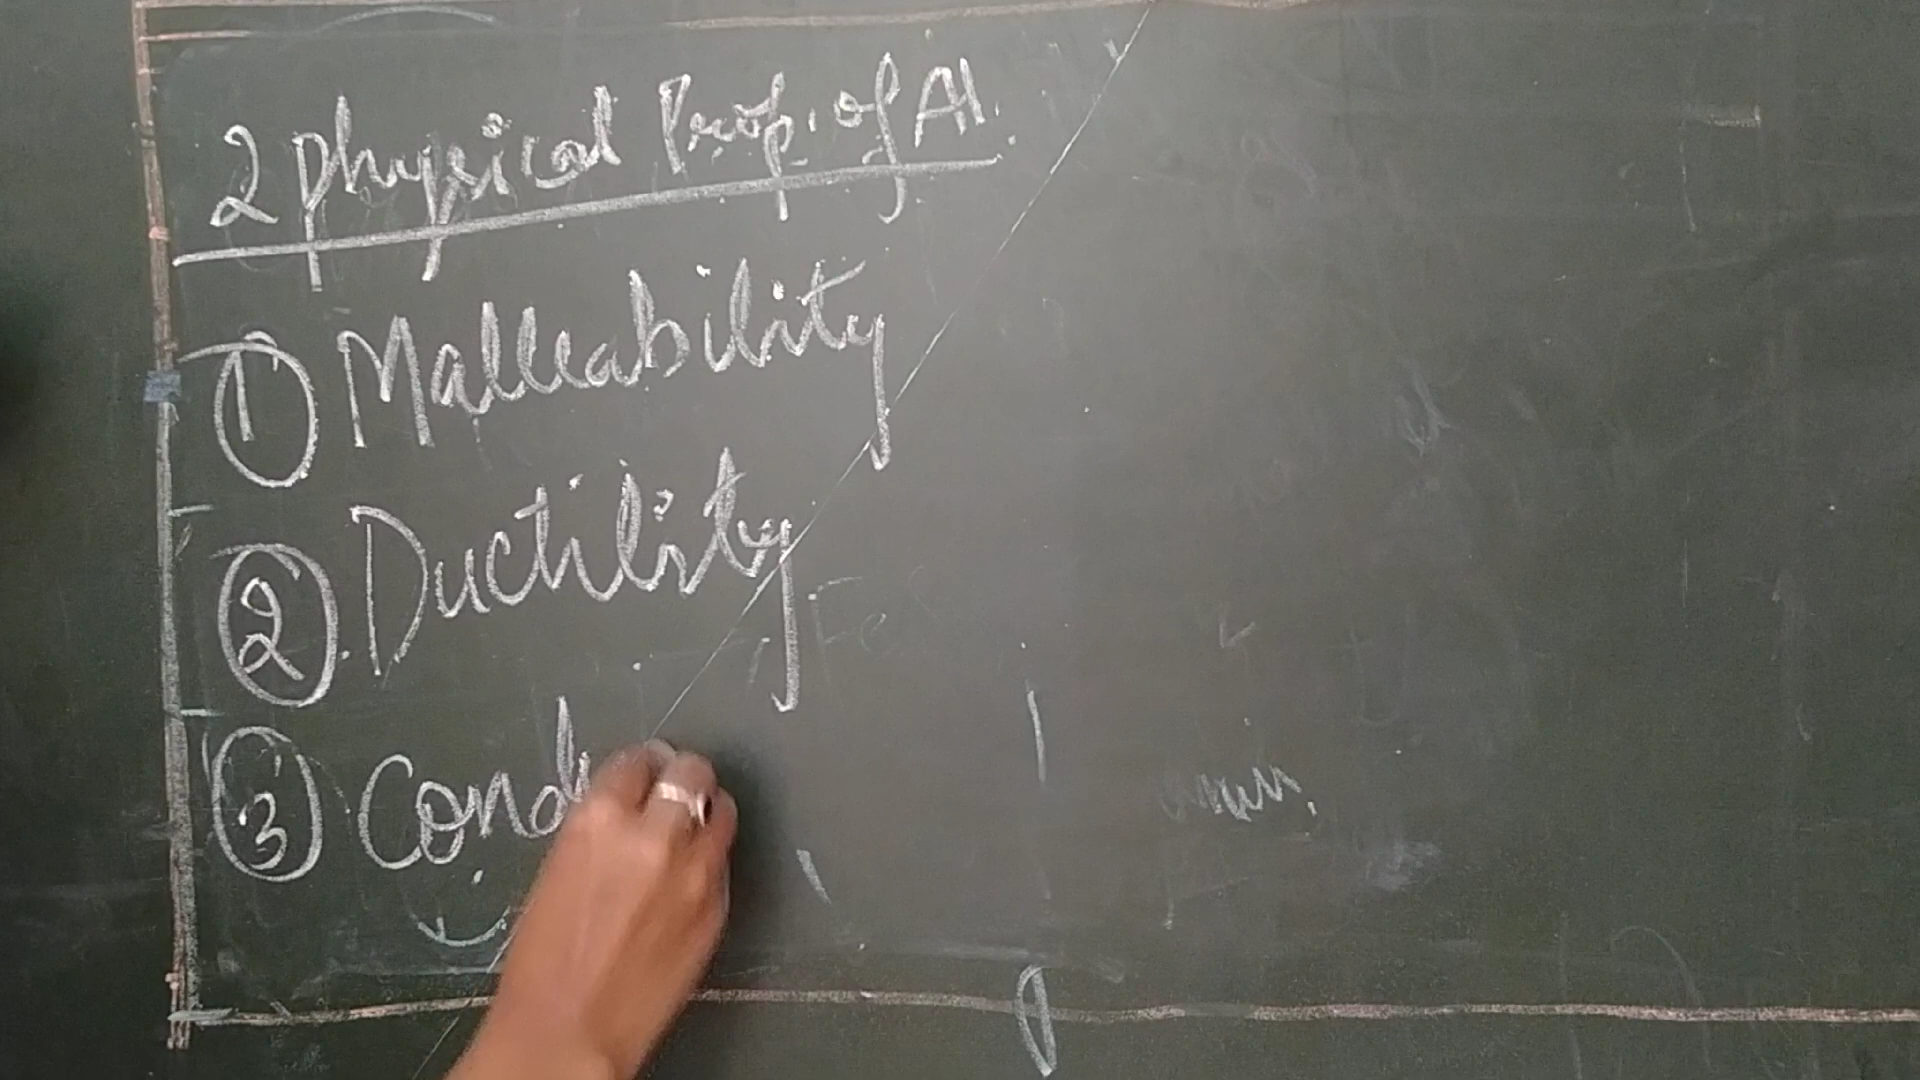 2 Physical Prop. of Al.
① Malleability
② Ductility
③ Cond